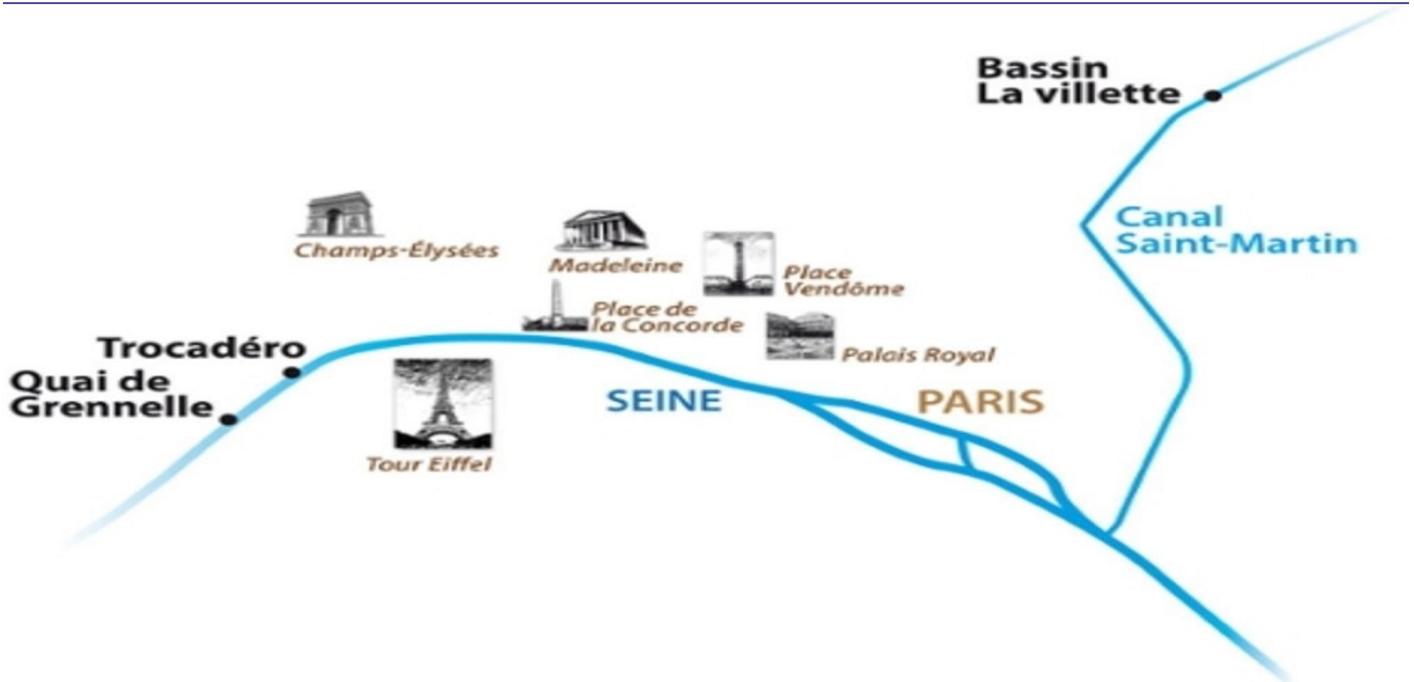 Bassin
La villette
Canal
Saint-Martin
Champs-Élysées
Madeleine
Place
Vendôme
Place de
la Concorde
Palais Royal
Trocadéro
Quai de
Grennelle
SEINE
PARIS
Tour Eiffel